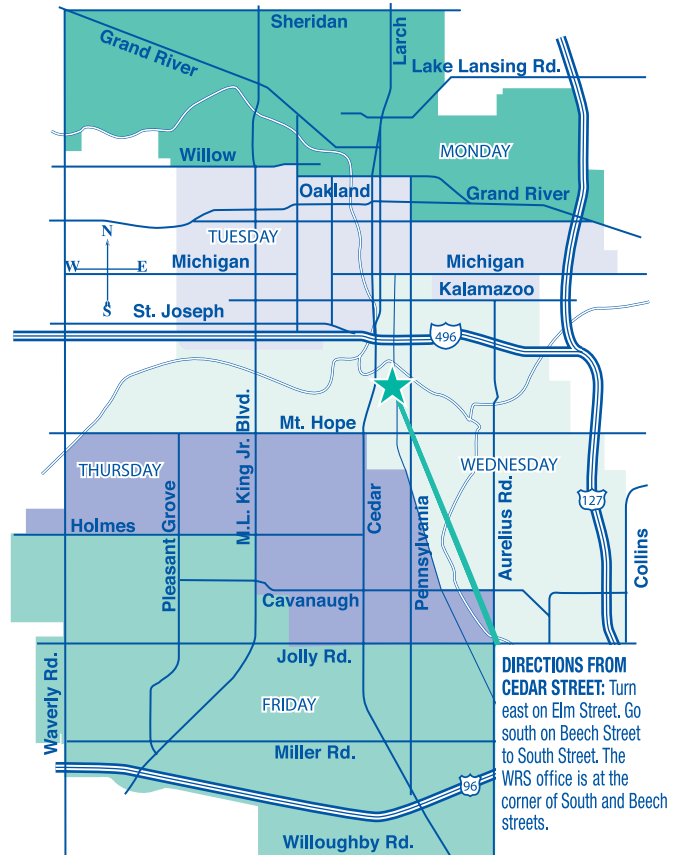 Sheridan
Grand River
Larch
Lake Lansing Rd.
MONDAY
Willow
Oakland
Grand River
TUESDAY
N
W E
S
Michigan
Michigan
Kalamazoo
St. Joseph
496
Mt. Hope
M.L. King Jr. Blvd.
THURSDAY
WEDNESDAY
Pleasant Grove
Cedar
Pennsylvania
Aurelius Rd.
127
Holmes
Collins
Cavanaugh
Jolly Rd.
Waverly Rd.
FRIDAY
Miller Rd.
96
Willoughby Rd.
DIRECTIONS FROM
CEDAR STREET: Turn
east on Elm Street. Go
south on Beech Street
to South Street. The
WRS office is at the
corner of South and Beech
streets.